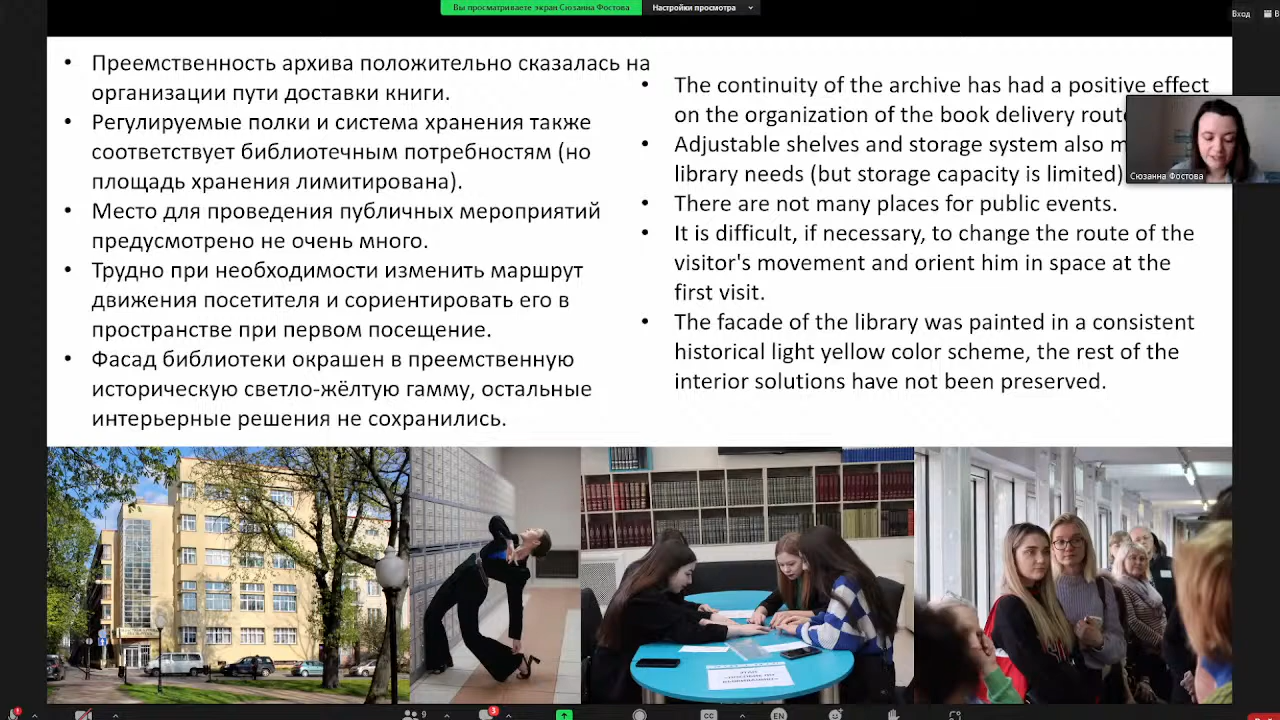 Вы просматриваете экран Сюзанна Фостова
Настройки просмотра
Вход
• Преемственность архива положительно сказалась на
организации пути доставки книги.
• Регулируемые полки и система хранения также
соответствует библиотечным потребностям (но
площадь хранения лимитирована).
• Место для проведения публичных мероприятий
предусмотрено не очень много.
• Трудно при необходимости изменить маршрут
движения посетителя и сориентировать его в
пространстве при первом посещение.
• Фасад библиотеки окрашен в преемственную
историческую светло-жёлтую гамму, остальные
интерьерные решения не сохранились.
• The continuity of the archive has had a positive effect
on the organization of the book delivery
• Adjustable shelves and storage system also
library needs (but storage capacity is limited)
• There are not many places for public events.
• It is difficult, if necessary, to change the route of the
visitor's movement and orient him in space at the
first visit.
• The facade of the library was painted in a consistent
historical light yellow color scheme, the rest of the
interior solutions have not been preserved.
Сюзанна Фостова
9
3
CC
EN